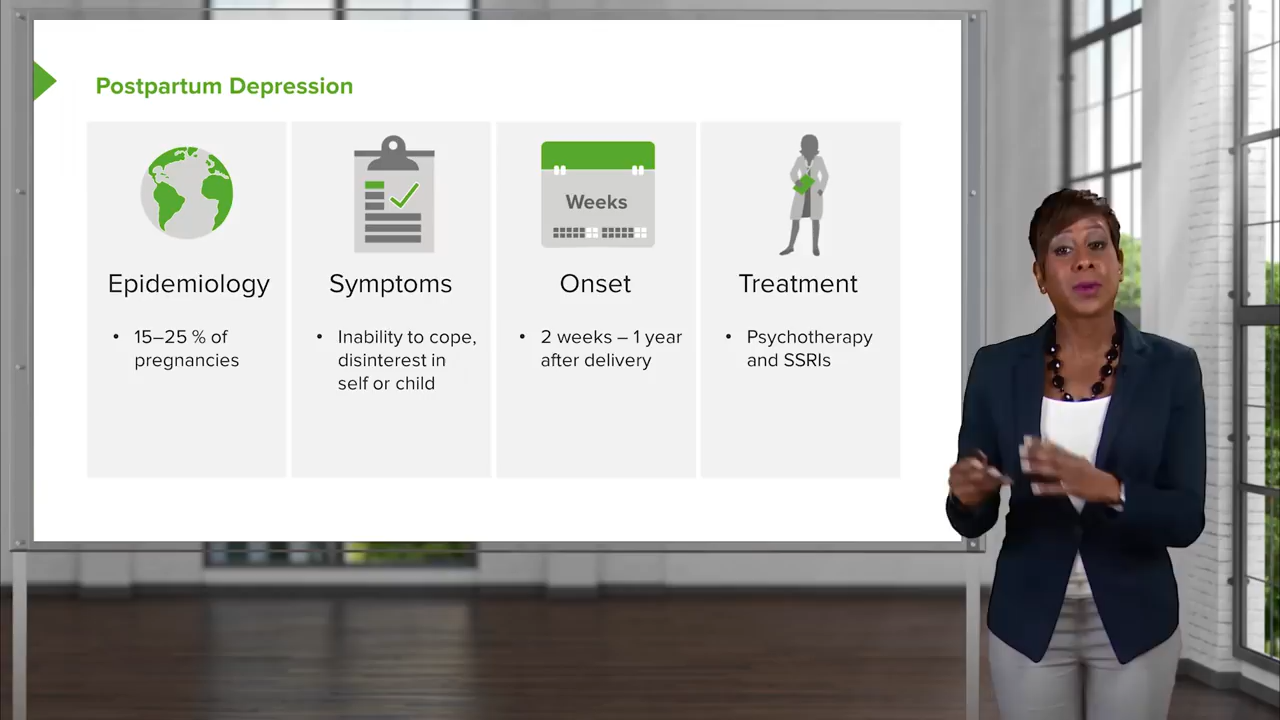 Postpartum Depression
Weeks
Epidemiology
• 15–25 % of
pregnancies
Symptoms
• Inability to cope,
disinterest in
self or child
Onset
• 2 weeks – 1 year
after delivery
Treatment
• Psychotherapy
and SSRIs